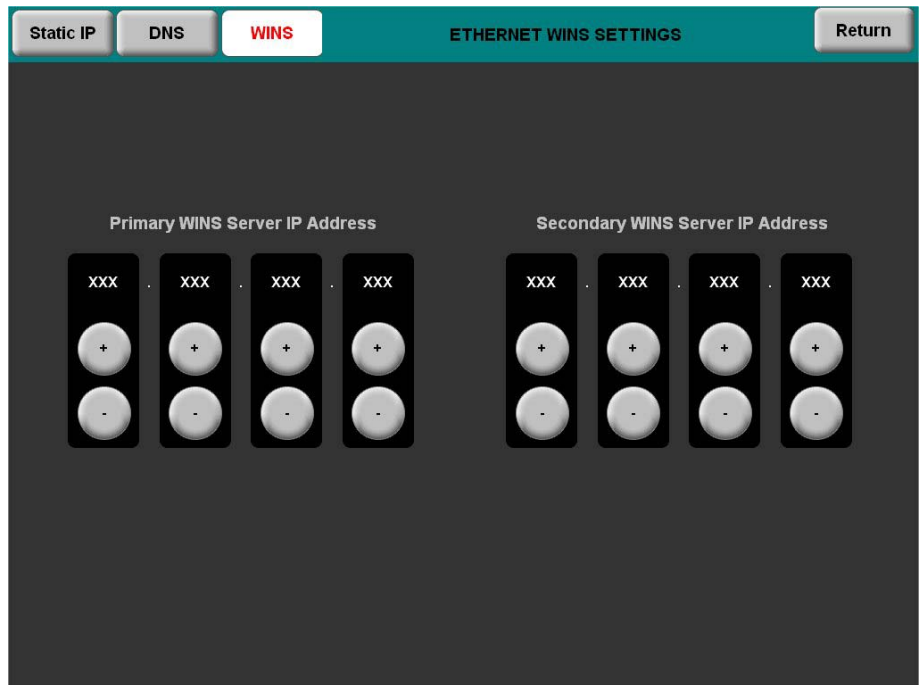 Static IP DNS WINS ETHERNET WINS SETTINGS Return
Primary WINS Server IP Address Secondary WINS Server IP Address
XXX . XXX . XXX . XXX XXX . XXX . XXX . XXX
+ + + + + + + +
- - - - - - - -